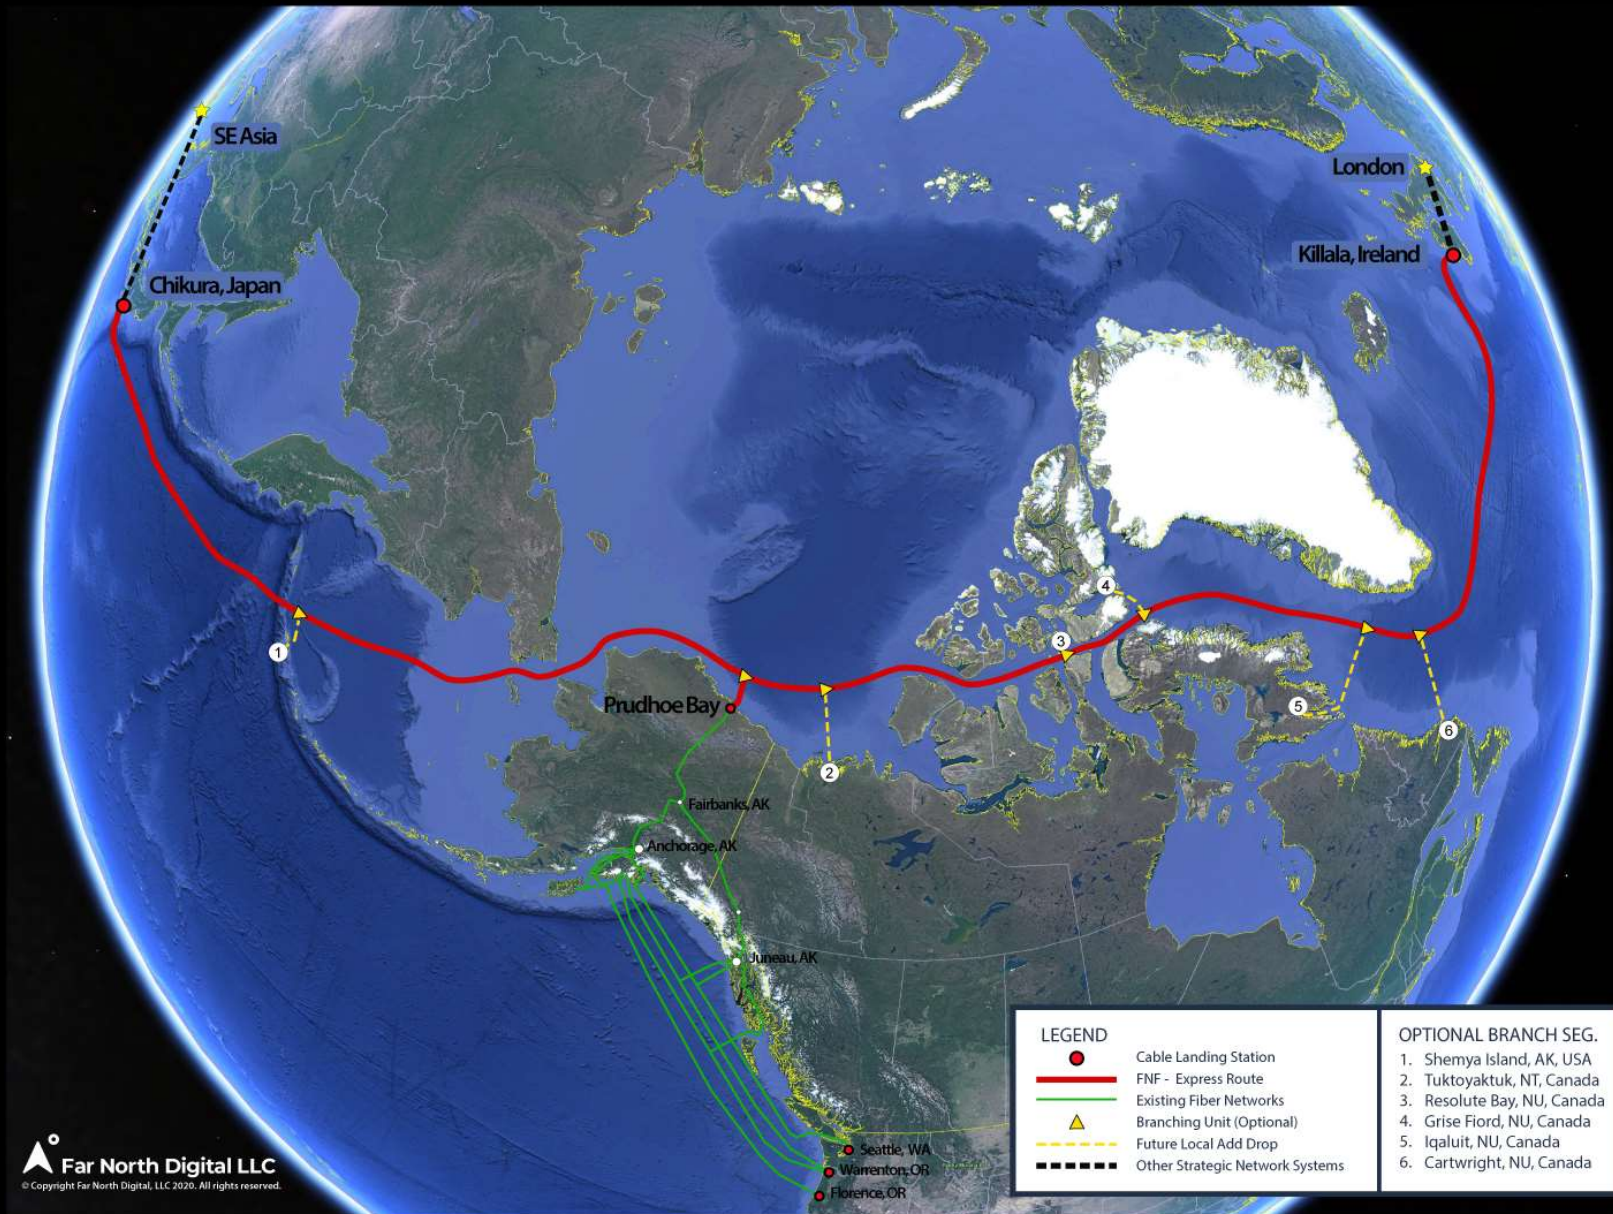 SE Asia
London
Killala, Ireland
Chikura, Japan
4
3
1
Prudhoe Bay
5
6
2
Fairbanks, AK
Anchorage, AK
Juneau, AK
Seattle, WA
Warrenton, OR
Florence, OR
LEGEND
Cable Landing Station
FNF - Express Route
Existing Fiber Networks
Branching Unit (Optional)
Future Local Add Drop
Other Strategic Network Systems
OPTIONAL BRANCH SEG.
1. Shemya Island, AK, USA
2. Tuktoyaktuk, NT, Canada
3. Resolute Bay, NU, Canada
4. Grise Fiord, NU, Canada
5. Iqaluit, NU, Canada
6. Cartwright, NU, Canada
Far North Digital LLC
© Copyright Far North Digital, LLC 2020. All rights reserved.